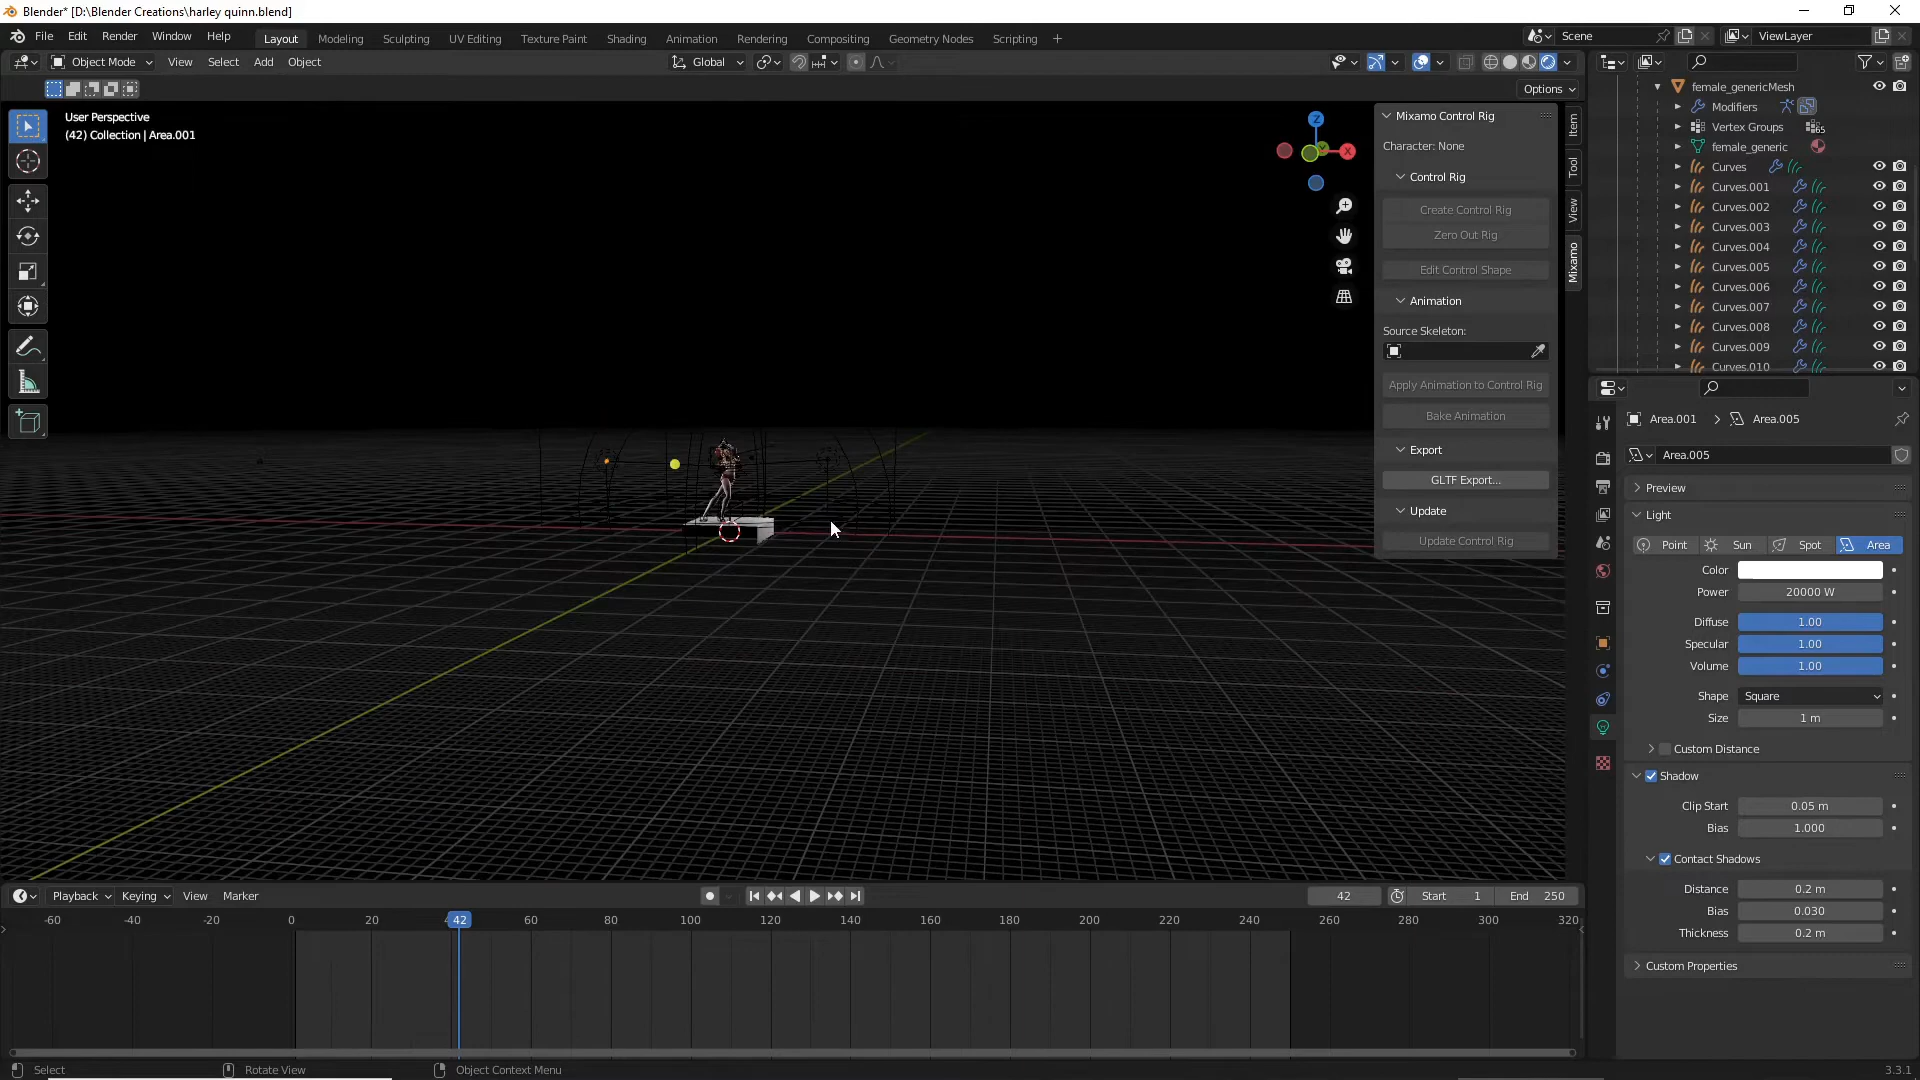 Blender* [D:\Blender Creations\harley quinn.blend]
File Edit Render Window Help Layout Modeling Sculpting UV Editing Texture Paint Shading Animation Rendering Compositing Geometry Nodes Scripting + Scene ViewLayer
Object Mode View Select Add Object Global
Options
User Perspective
(42) Collection | Area.001
Z
X
Mixamo Control Rig
Character: None
Control Rig
Create Control Rig
Zero Out Rig
Edit Control Shape
Animation
Source Skeleton:
Apply Animation to Control Rig
Bake Animation
Export
GLTF Export...
Update
Update Control Rig
Item
Tool
View
Mixamo
female_genericMesh
Modifiers
Vertex Groups 65
female_generic
Curves
Curves.001
Curves.002
Curves.003
Curves.004
Curves.005
Curves.006
Curves.007
Curves.008
Curves.009
Curves.010
Area.001 > Area.005
Area.005
Preview
Light
Point Sun Spot Area
Color
Power 20000 W
Diffuse 1.00
Specular 1.00
Volume 1.00
Shape Square
Size 1 m
Custom Distance
Shadow
Clip Start 0.05 m
Bias 1.000
Contact Shadows
Distance 0.2 m
Bias 0.030
Thickness 0.2 m
Custom Properties
Playback Keying View Marker 42 Start 1 End 250
-60 -40 -20 0 20 42 60 80 100 120 140 160 180 200 220 240 260 280 300 320
Select Rotate View Object Context Menu 3.3.1